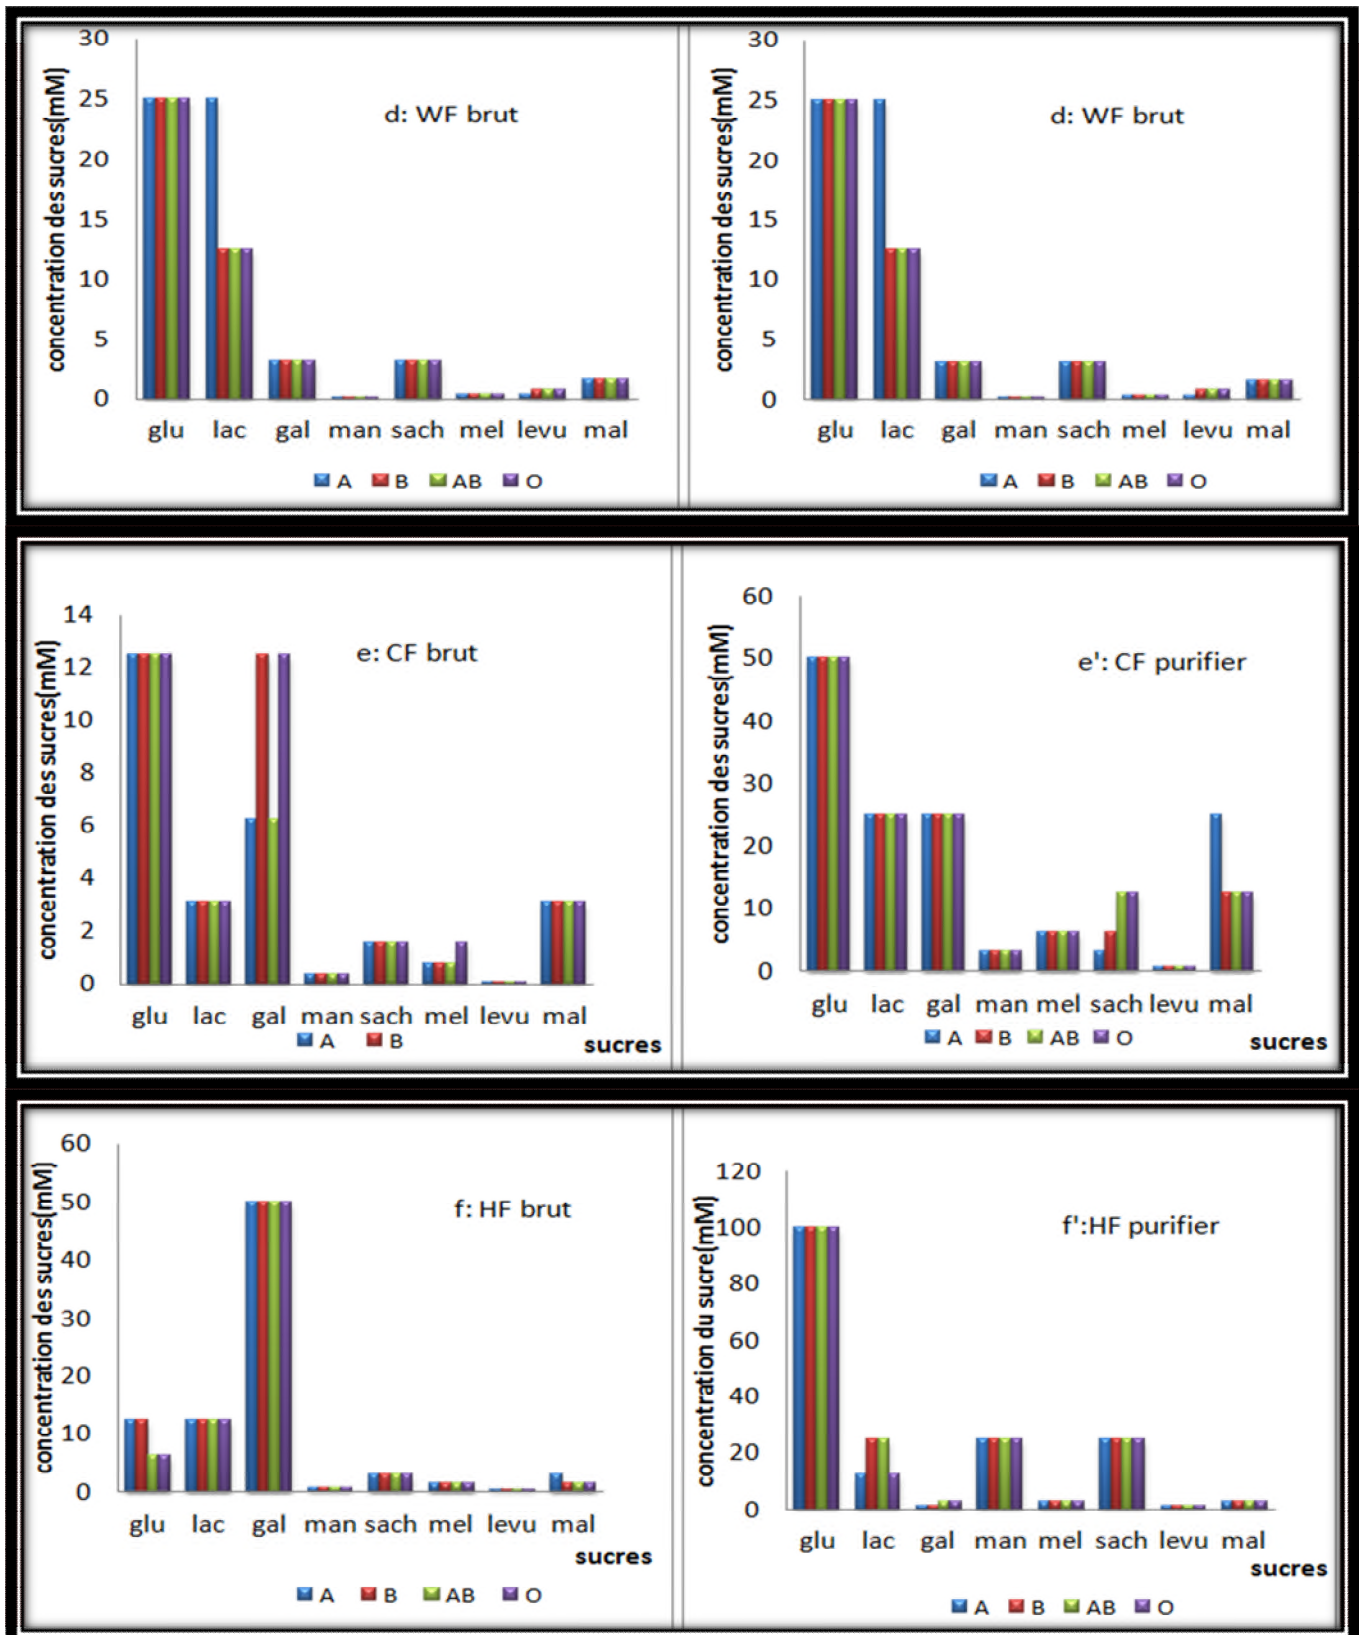 d: WF brut
concentration des sucres(mM)
30
25
20
15
10
5
0
glu lac gal man sach mel levu mal
A B AB O
d: WF brut
concentration des sucres(mM)
30
25
20
15
10
5
0
glu lac gal man sach mel levu mal
A B AB O
e: CF brut
concentration des sucres(mM)
14
12
10
8
6
4
2
0
glu lac gal man sach mel levu mal
A B
sucres
e': CF purifier
concentration des sucres(mM)
60
50
40
30
20
10
0
glu lac gal man mel sach levu mal
A B AB O
sucres
f: HF brut
concentration des sucres(mM)
60
50
40
30
20
10
0
glu lac gal man sach mel levu mal
sucres
A B AB O
f':HF purifier
concentration du sucre(mM)
120
100
80
60
40
20
0
glu lac gal man mel sach levu mal
sucres
A B AB O